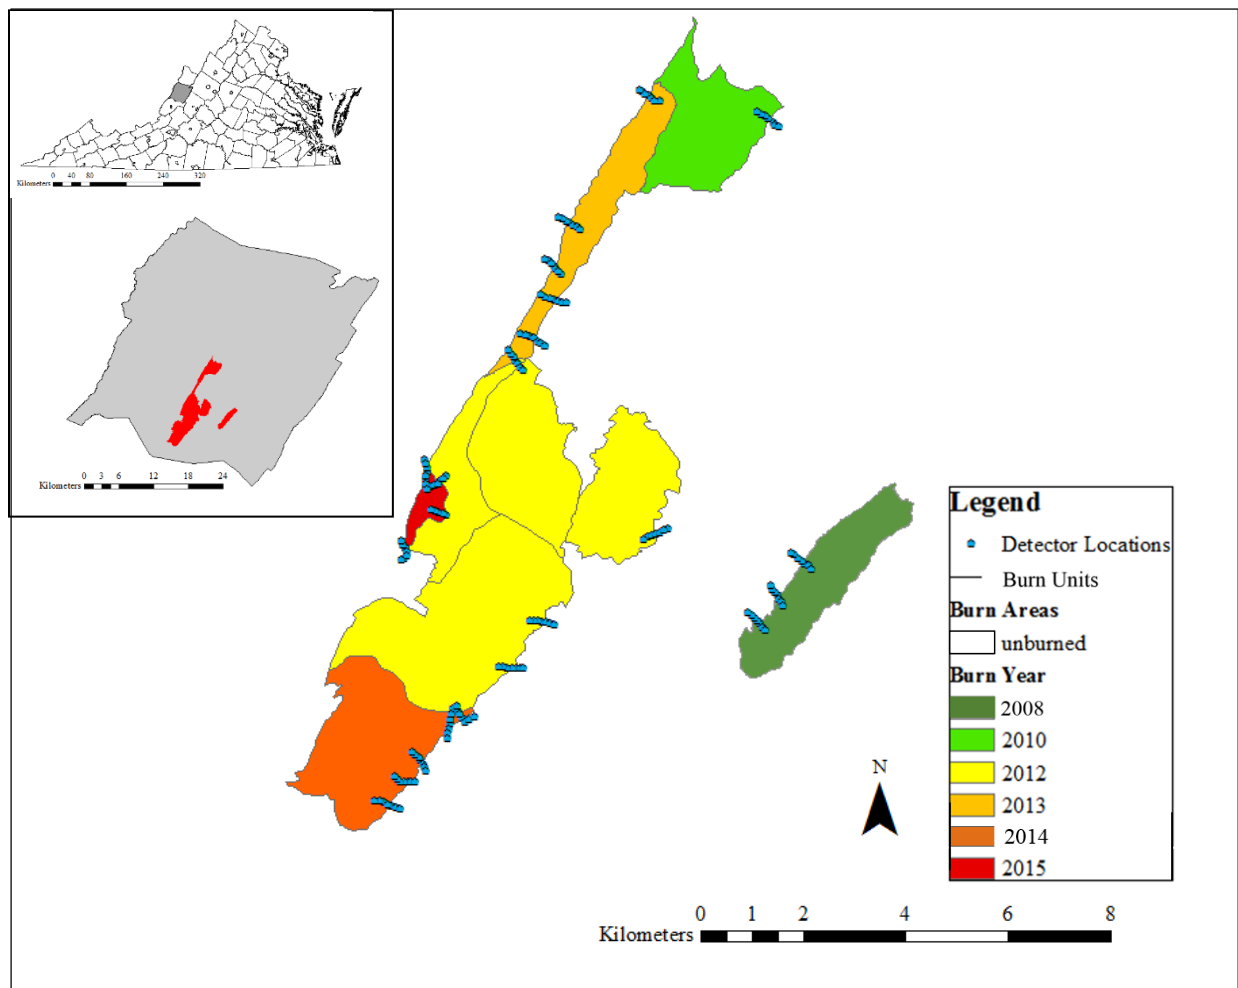 0 40 80 160 240 320
Kilometers
0 3 6 12 18 24
Kilometers
Legend
Detector Locations
Burn Units
Burn Areas
unburned
Burn Year
2008
2010
2012
2013
2014
2015
N
0 1 2 4 6 8
Kilometers